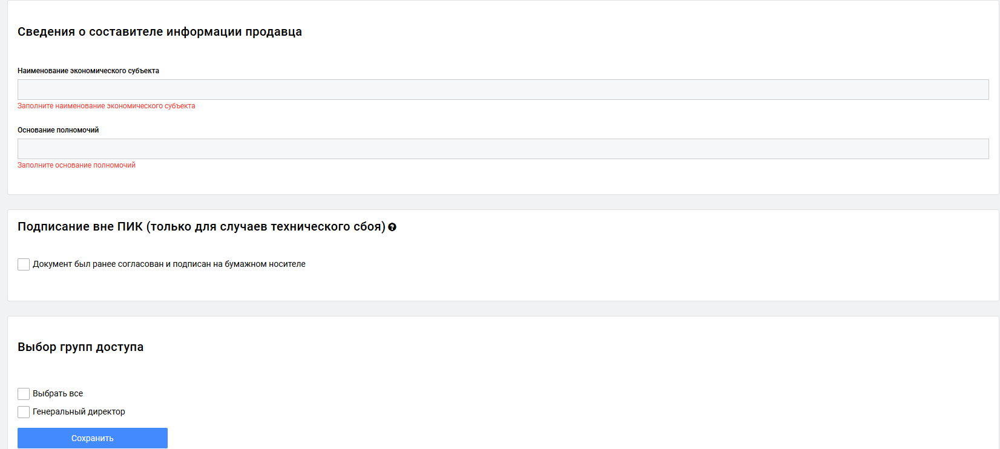 Сведения о составителе информации продавца
Наименование экономического субъекта
Заполните наименование экономического субъекта
Основание полномочий
Заполните основание полномочий
Подписание вне ПИК (только для случаев технического сбоя) ?
Документ был ранее согласован и подписан на бумажном носителе
Выбор групп доступа
Выбрать все
Генеральный директор
Сохранить